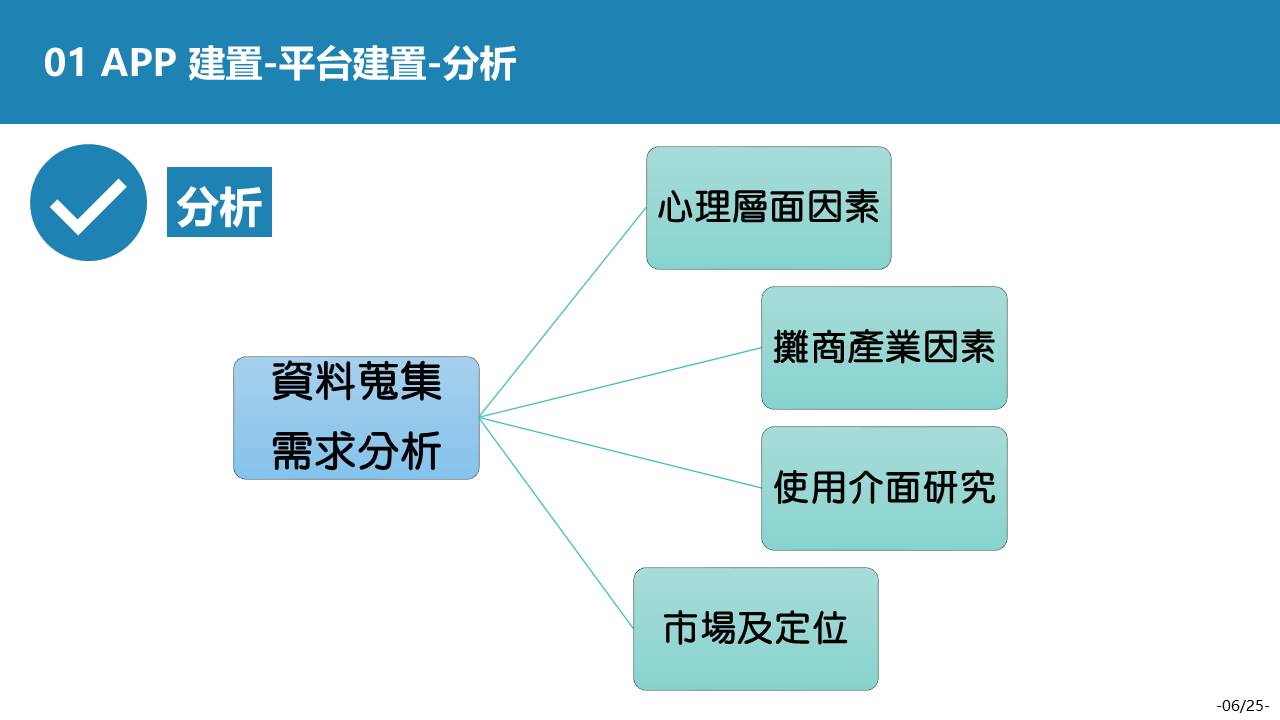 01 APP 建置-平台建置-分析
分析
心理層面因素
攤商產業因素
資料蒐集
需求分析
使用介面研究
市場及定位
-06/25-